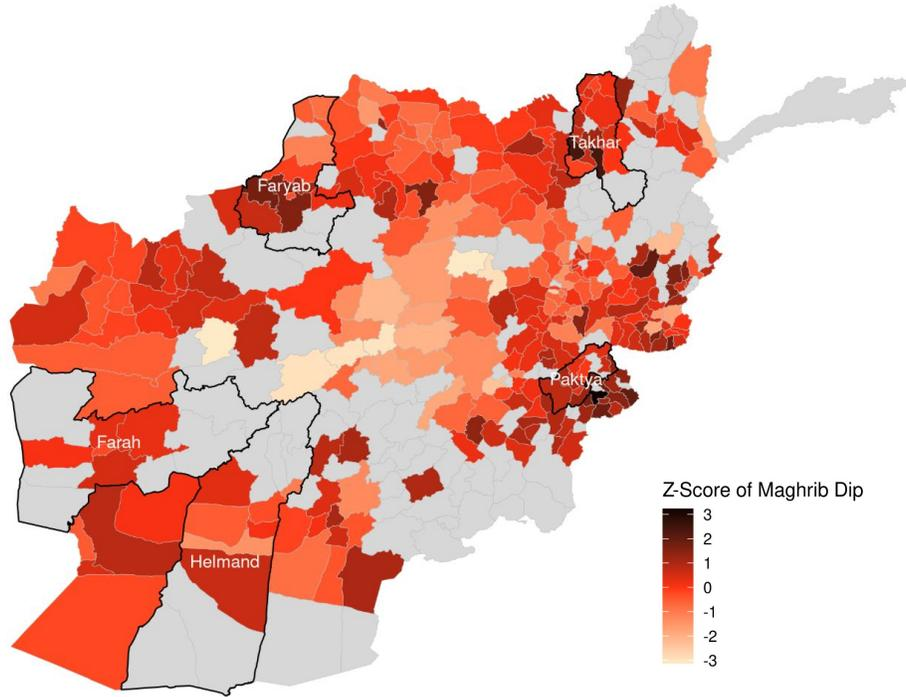 Takhar
Faryab
Paktya
Farah
Helmand
Z-Score of Maghrib Dip
3
2
1
0
-1
-2
-3